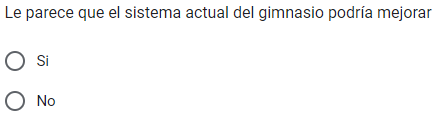 Le parece que el sistema actual del gimnasio podría mejorar
Si
No